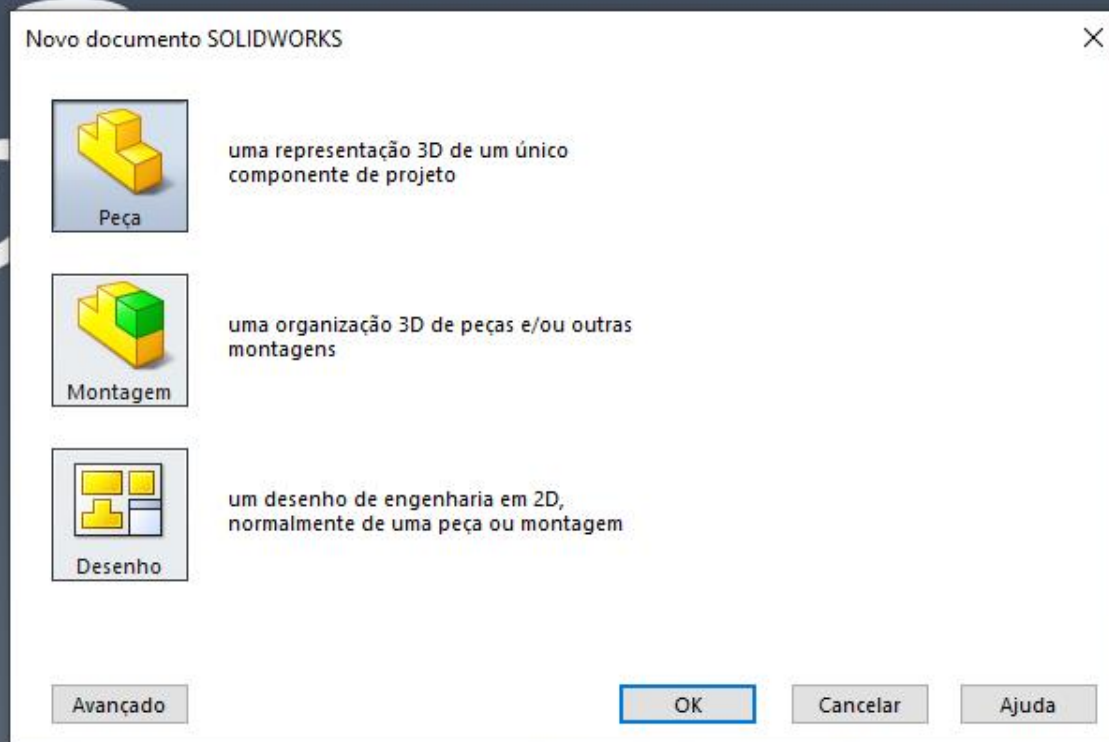 Novo documento SOLIDWORKS
uma representação 3D de um único
componente de projeto
Peça
uma organização 3D de peças e/ou outras
montagens
Montagem
um desenho de engenharia em 2D,
normalmente de uma peça ou montagem
Desenho
Avançado
OK
Cancelar
Ajuda